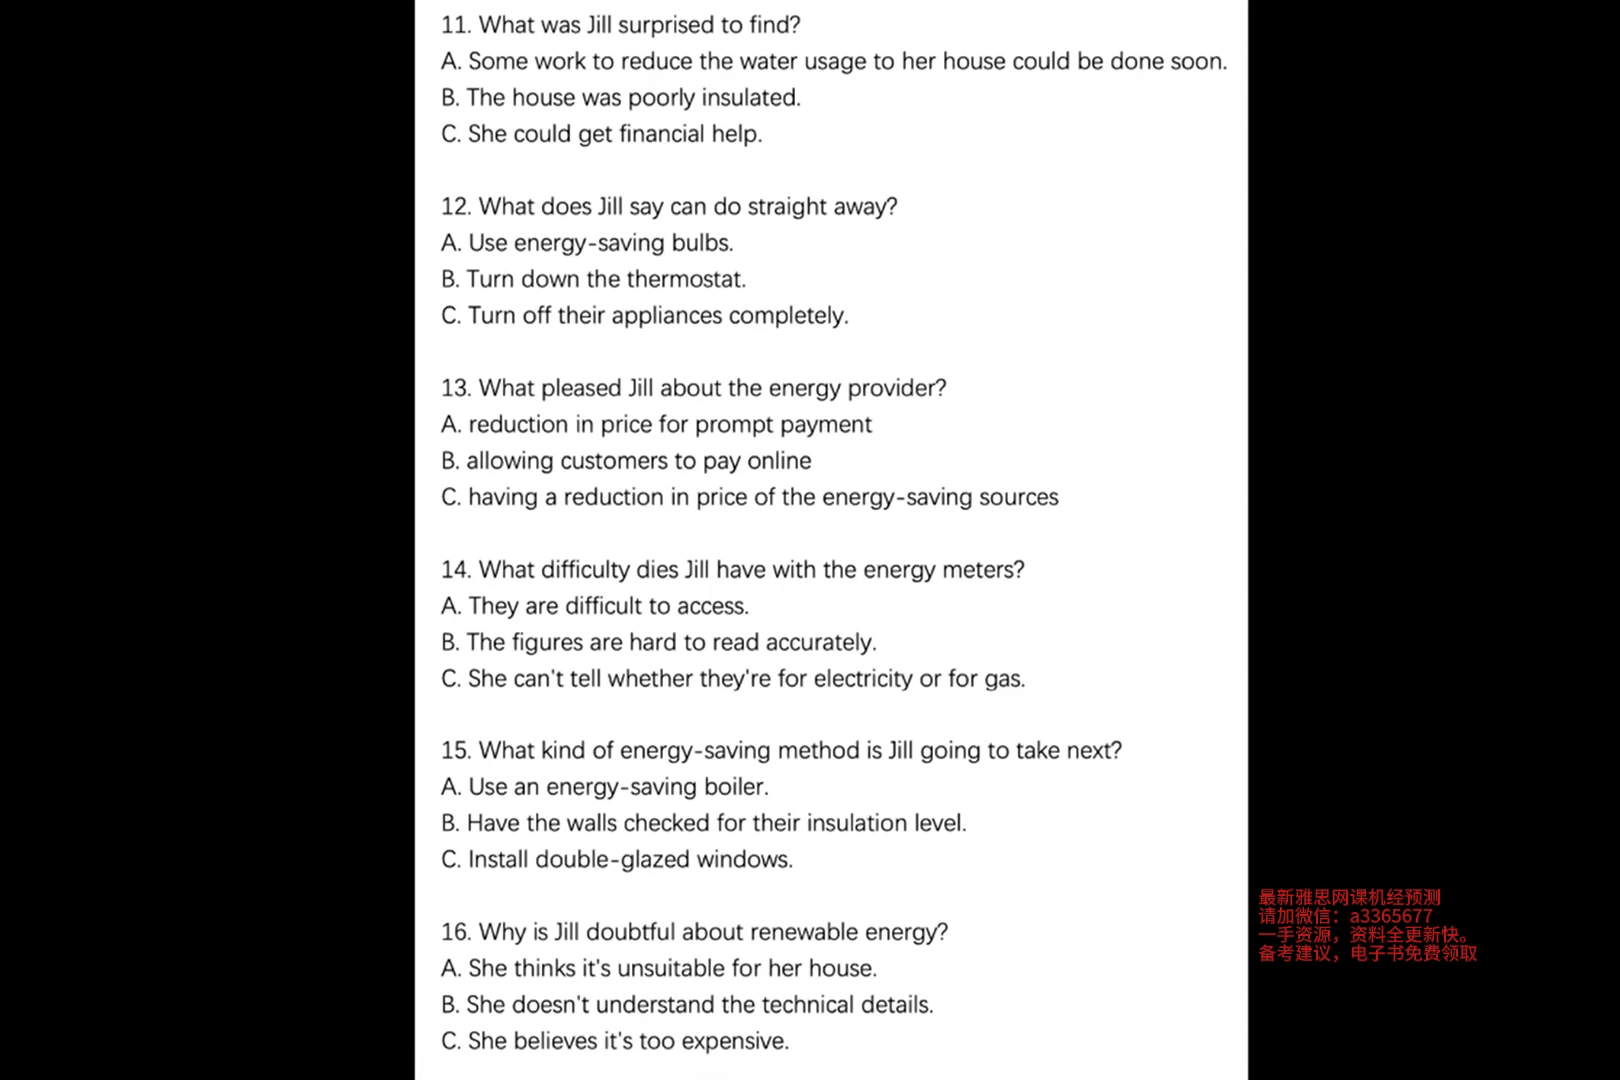 11. What was Jill surprised to find?
A. Some work to reduce the water usage to her house could be done soon.
B. The house was poorly insulated.
C. She could get financial help.
12. What does Jill say can do straight away?
A. Use energy-saving bulbs.
B. Turn down the thermostat.
C. Turn off their appliances completely.
13. What pleased Jill about the energy provider?
A. reduction in price for prompt payment
B. allowing customers to pay online
C. having a reduction in price of the energy-saving sources
14. What difficulty dies Jill have with the energy meters?
A. They are difficult to access.
B. The figures are hard to read accurately.
C. She can't tell whether they're for electricity or for gas.
15. What kind of energy-saving method is Jill going to take next?
A. Use an energy-saving boiler.
B. Have the walls checked for their insulation level.
C. Install double-glazed windows.
16. Why is Jill doubtful about renewable energy?
A. She thinks it's unsuitable for her house.
B. She doesn't understand the technical details.
C. She believes it's too expensive.
最新雅思网课机经预测
请加微信：a3365677
一手资源，资料全更新快。
备考建议，电子书免费领取